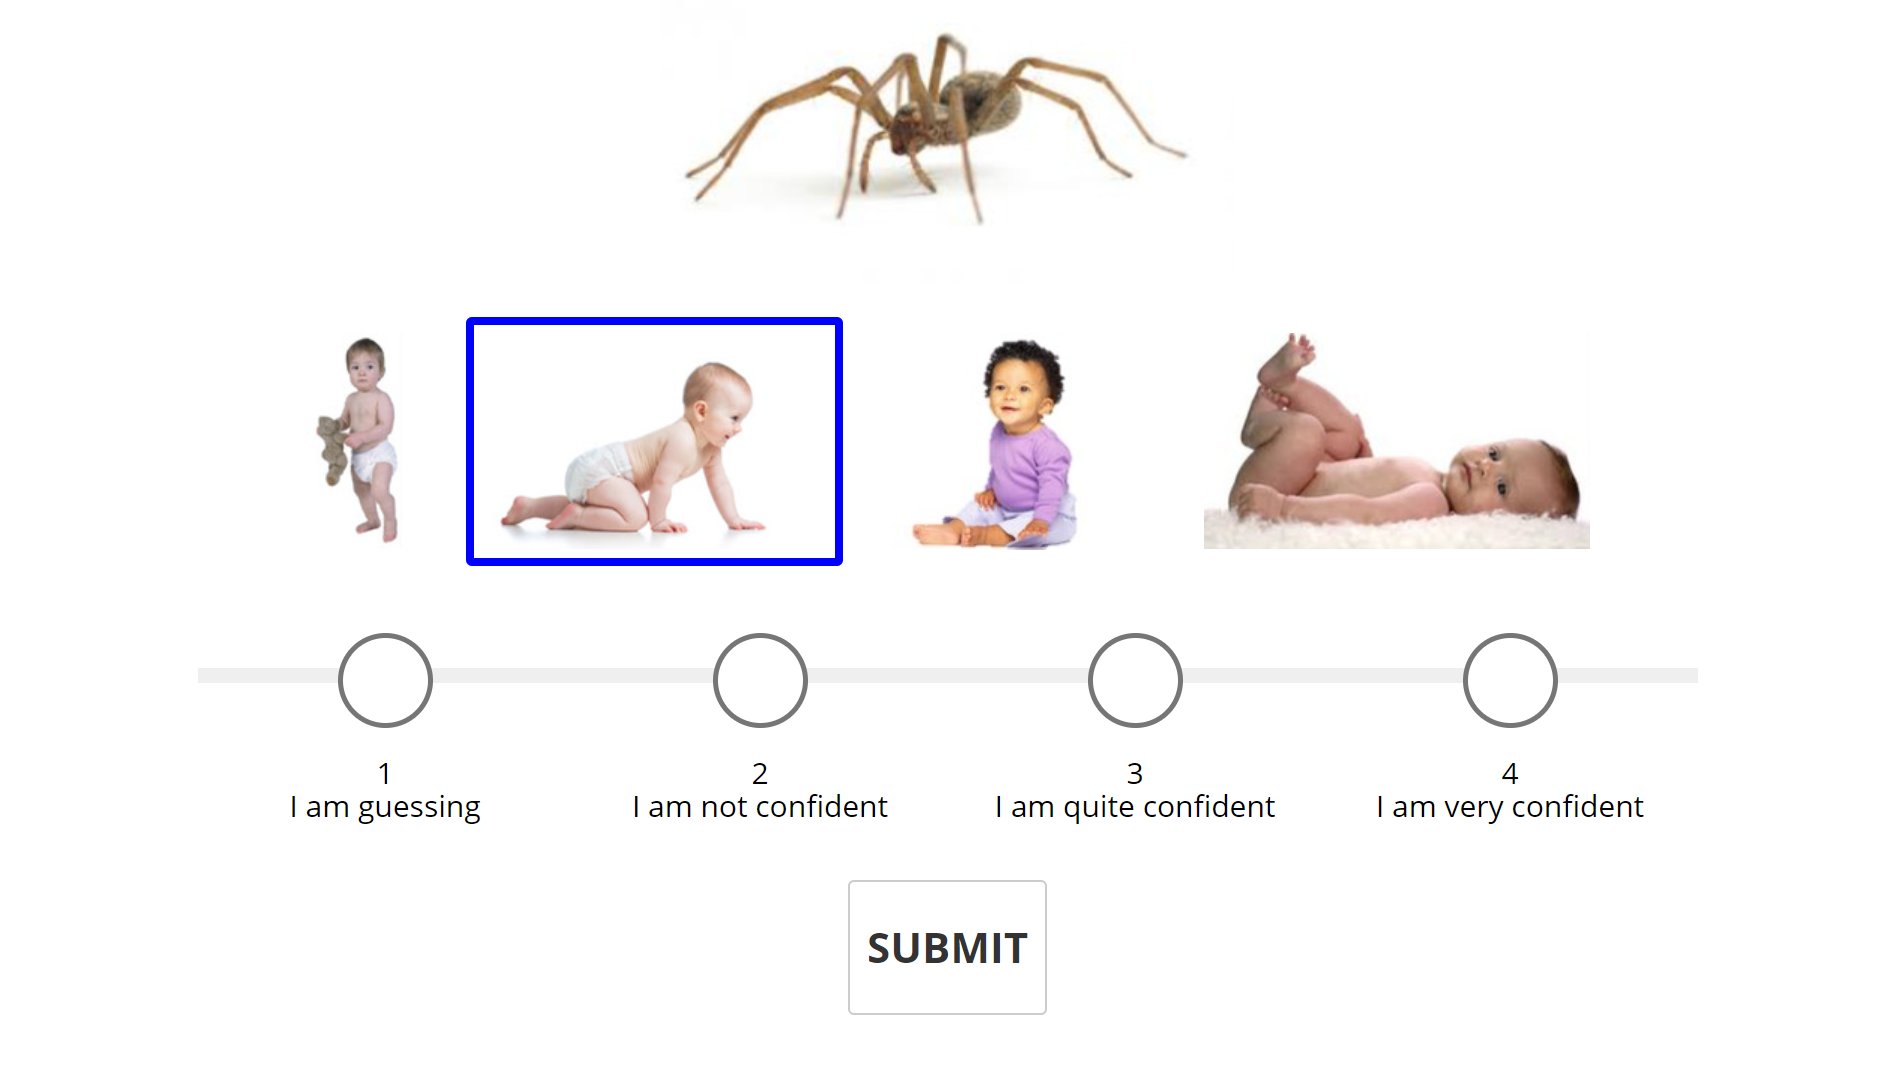 1
I am guessing
2
I am not confident
3
I am quite confident
4
I am very confident
SUBMIT